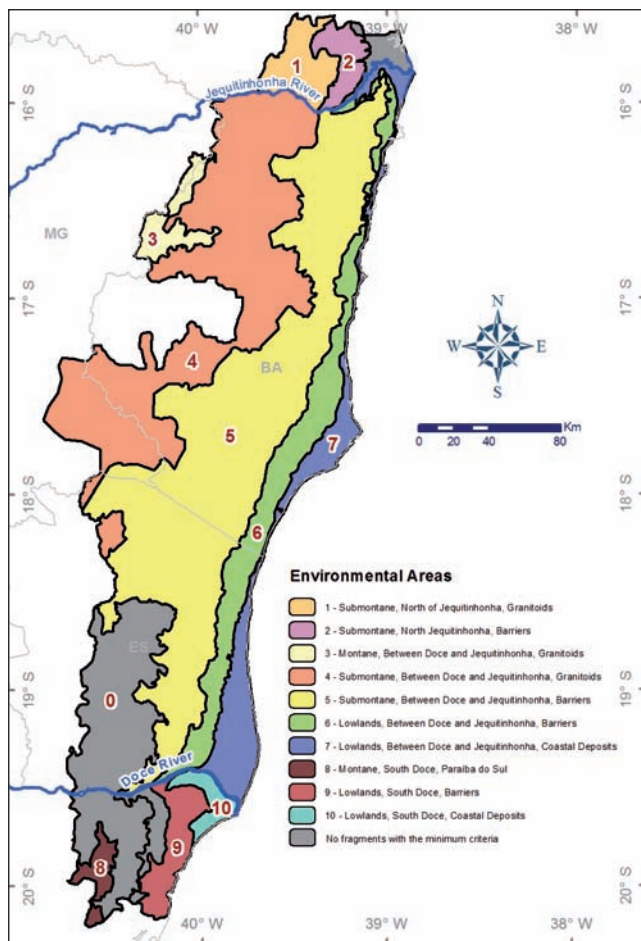 40° W
39° W
38° W
1
2
Jequitinhonha River
16° S
16° S
MG
3
17° S
17° S
N
W
E
S
4
BA
Km
0
20
40
80
5
7
18° S
18° S
6
Environmental Areas
1 - Submontane, North of Jequitinhonha, Granitoids
2 - Submontane, North Jequitinhonha, Barriers
3 - Montane, Between Doce and Jequitinhonha, Granitoids
4 - Submontane, Between Doce and Jequitinhonha, Granitoids
5 - Submontane, Between Doce and Jequitinhonha, Barriers
6 - Lowlands, Between Doce and Jequitinhonha, Barriers
7 - Lowlands, Between Doce and Jequitinhonha, Coastal Deposits
8 - Montane, South Doce, Paraíba do Sul
9 - Lowlands, South Doce, Barriers
10 - Lowlands, South Doce, Coastal Deposits
No fragments with the minimum criteria
ES
0
19° S
19° S
Doce River
10
9
8
20° S
20° S
40° W
39° W
38° W